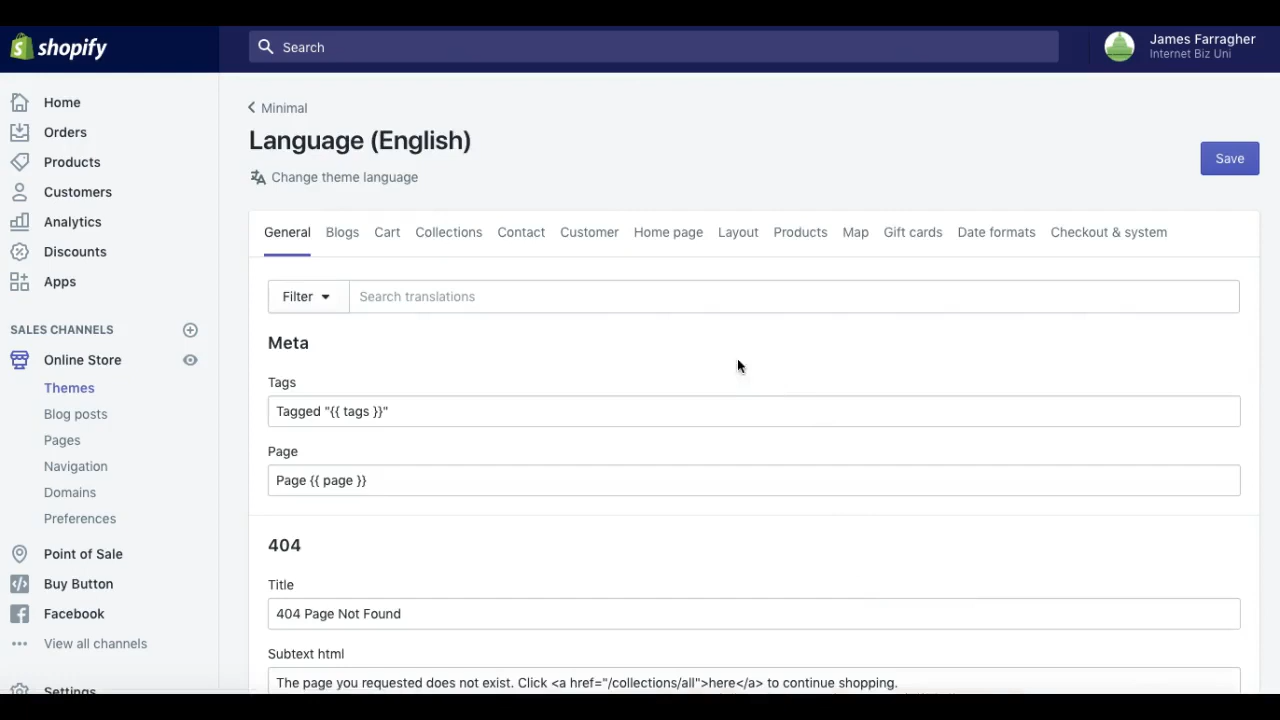 shopify
Search
James Farragher
Internet Biz Uni
Home
Orders
Products
Customers
Analytics
Discounts
Apps
SALES CHANNELS
Online Store
Themes
Blog posts
Pages
Navigation
Domains
Preferences
Point of Sale
Buy Button
Facebook
View all channels
Settings
Minimal
Language (English)
Change theme language
Save
General Blogs Cart Collections Contact Customer Home page Layout Products Map Gift cards Date formats Checkout & system
Filter Search translations
Meta
Tags
Tagged "{{ tags }}"
Page
Page {{ page }}
404
Title
404 Page Not Found
Subtext html
The page you requested does not exist. Click <a href="/collections/all">here</a> to continue shopping.